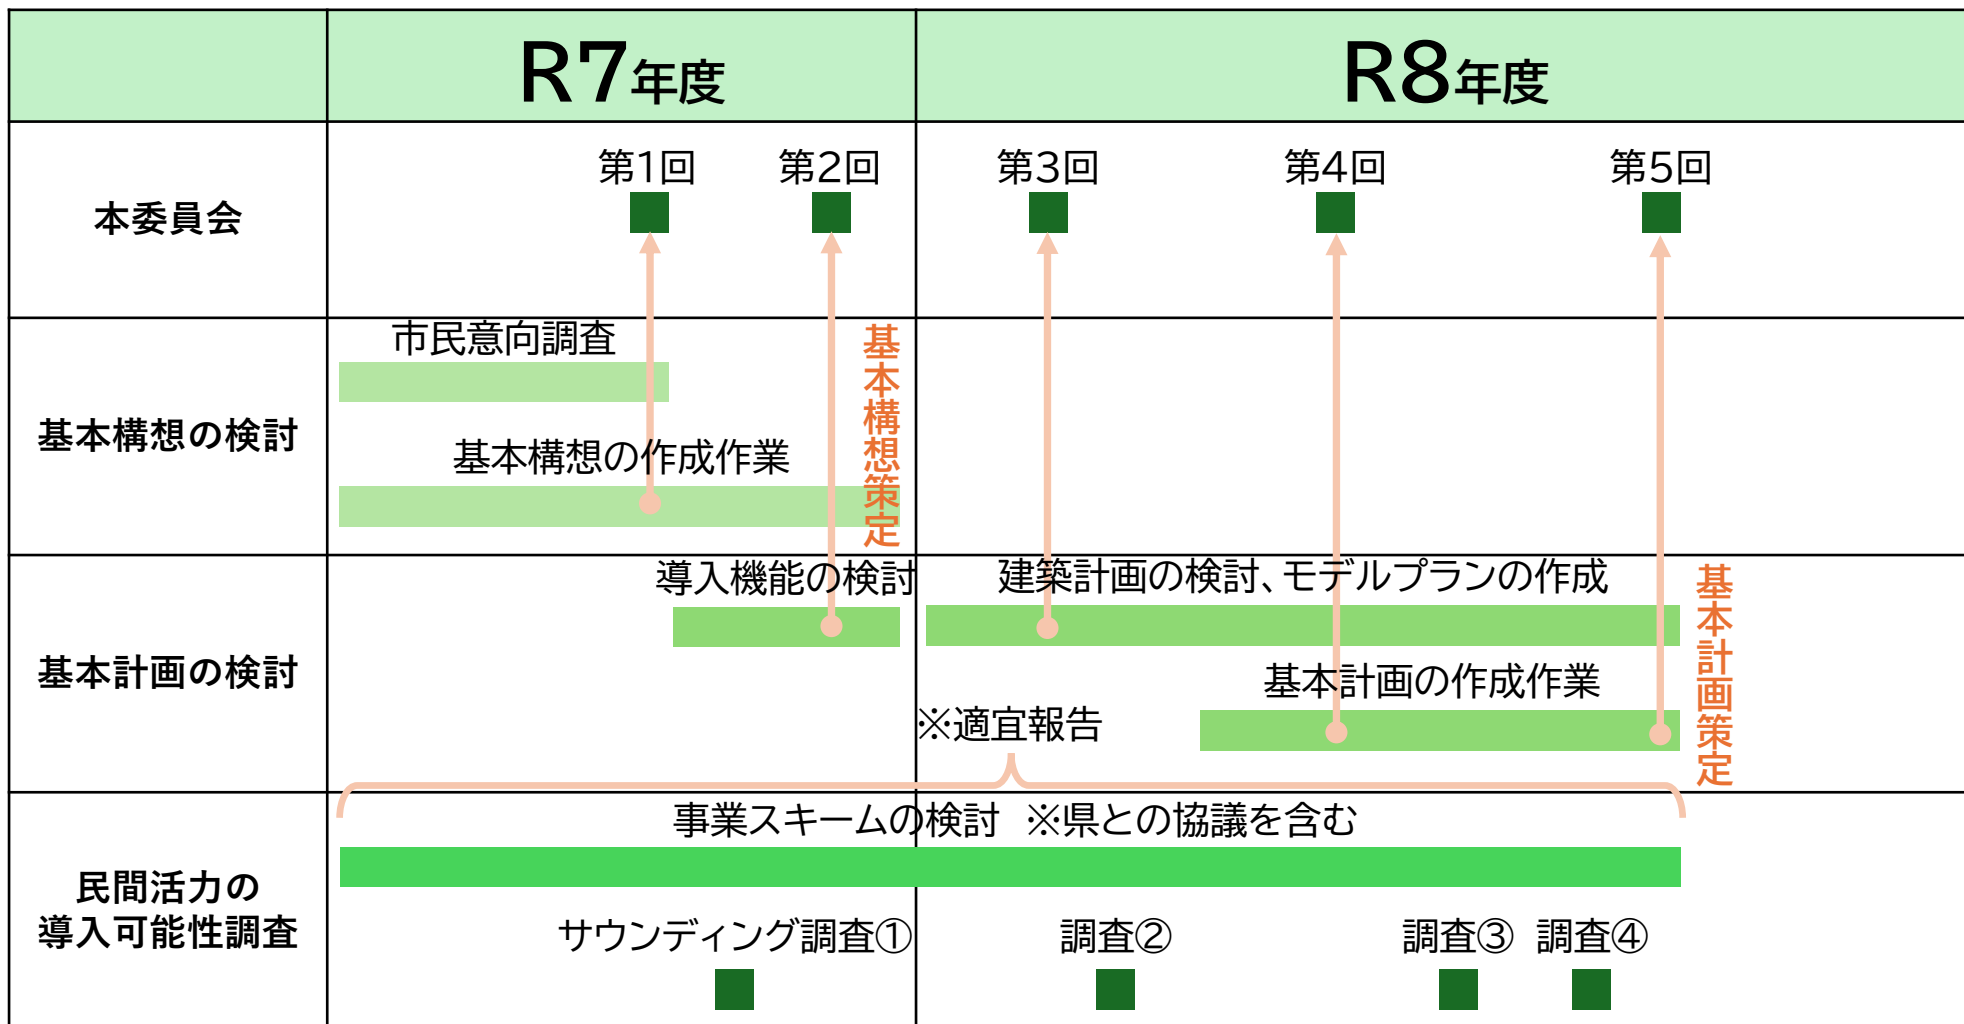 R7年度
R8年度
本委員会
第1回
第2回
第3回
第4回
第5回
基本構想の検討
市民意向調査
基本構想の作成作業
基本構想策定
基本計画の検討
導入機能の検討
建築計画の検討、モデルプランの作成
基本計画の作成作業
基本計画策定
※適宜報告
民間活力の
導入可能性調査
事業スキームの検討 ※県との協議を含む
サウンディング調査①
調査②
調査③
調査④